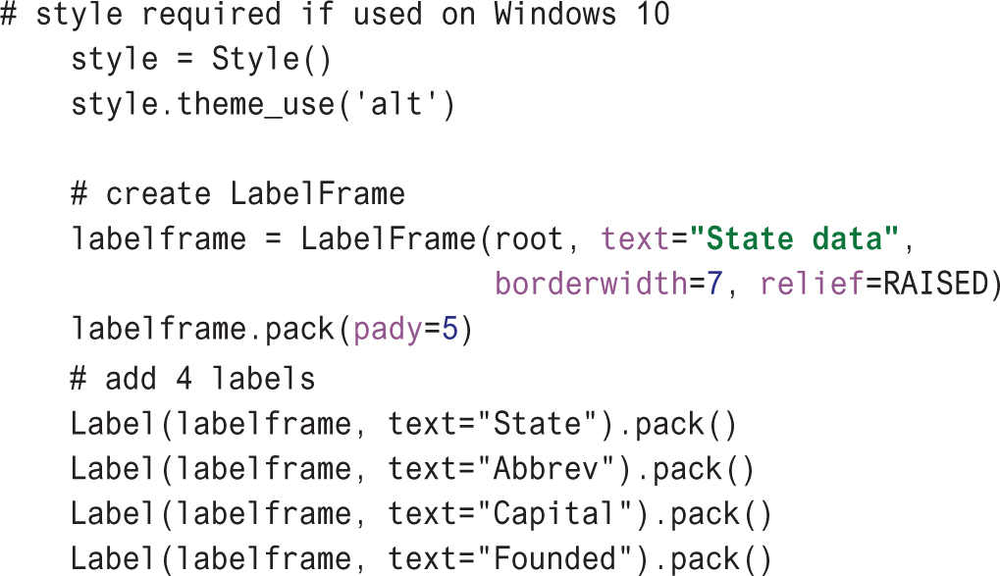 # style required if used on Windows 10
    style = Style()
    style.theme_use('alt')

    # create LabelFrame
    labelframe = LabelFrame(root, text="State data",
                            borderwidth=7, relief=RAISED)
    labelframe.pack(pady=5)
    # add 4 labels
    Label(labelframe, text="State").pack()
    Label(labelframe, text="Abbrev").pack()
    Label(labelframe, text="Capital").pack()
    Label(labelframe, text="Founded").pack()